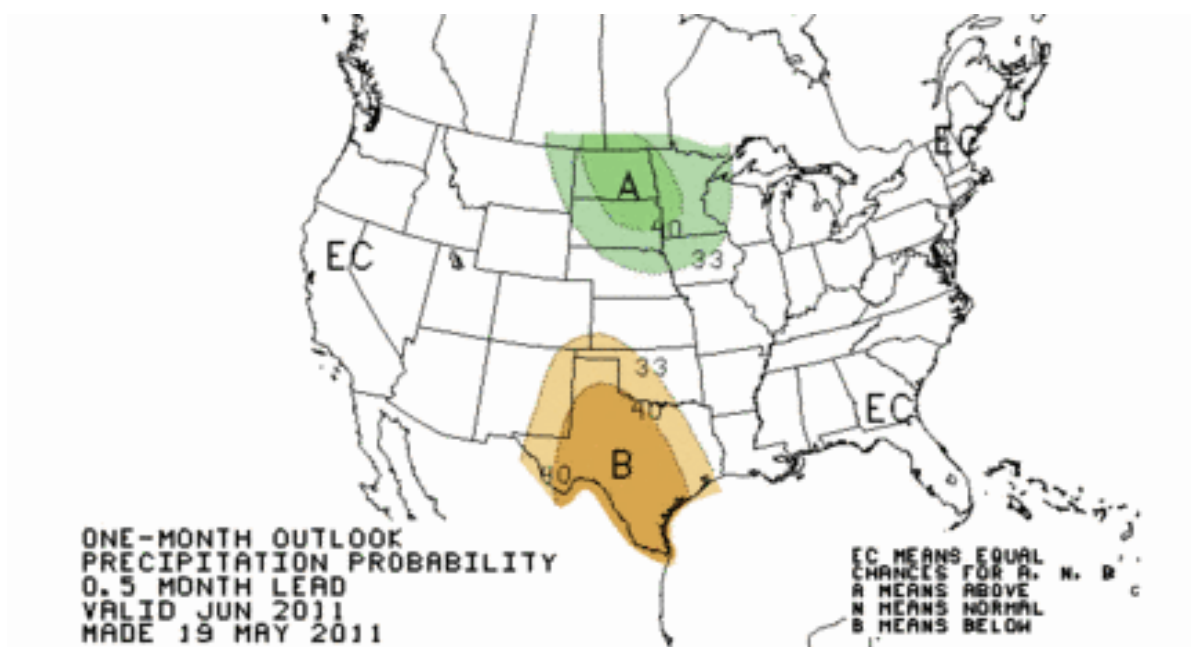 EC
A
40
EC
33
33
40
EC
B
40
ONE-MONTH OUTLOOK
PRECIPITATION PROBABILITY
0.5 MONTH LEAD
VALID JUN 2011
MADE 19 MAY 2011
EC MEANS EQUAL
CHANCES FOR A, N, B
A MEANS ABOVE
N MEANS NORMAL
B MEANS BELOW